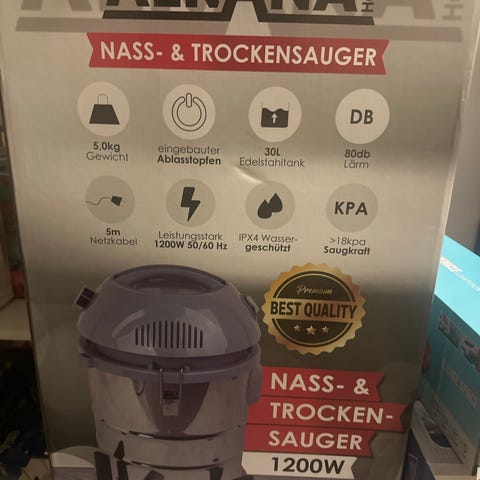 NASS- & TROCKENSAUGER
DB
5,0kg
Gewicht
eingebauter
Ablasstopfen
30L
Edelstahltank
80db
Lärm
KPA
5m
Netzkabel
Leistungsstark
1200W 50/60 Hz
IPX4 Wasser-
geschützt
>18kpa
Saugkraft
Premium
BEST QUALITY
NASS- &
TROCKEN-
SAUGER
1200W